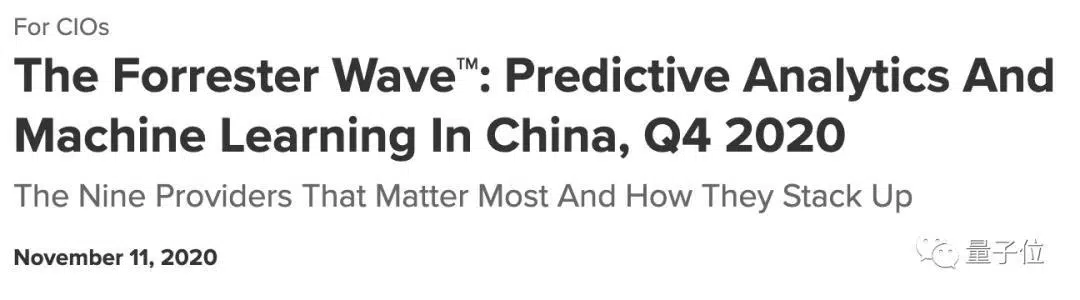 For CIOs
The Forrester Wave™: Predictive Analytics And
Machine Learning In China, Q4 2020
The Nine Providers That Matter Most And How They Stack Up
November 11, 2020
量子位